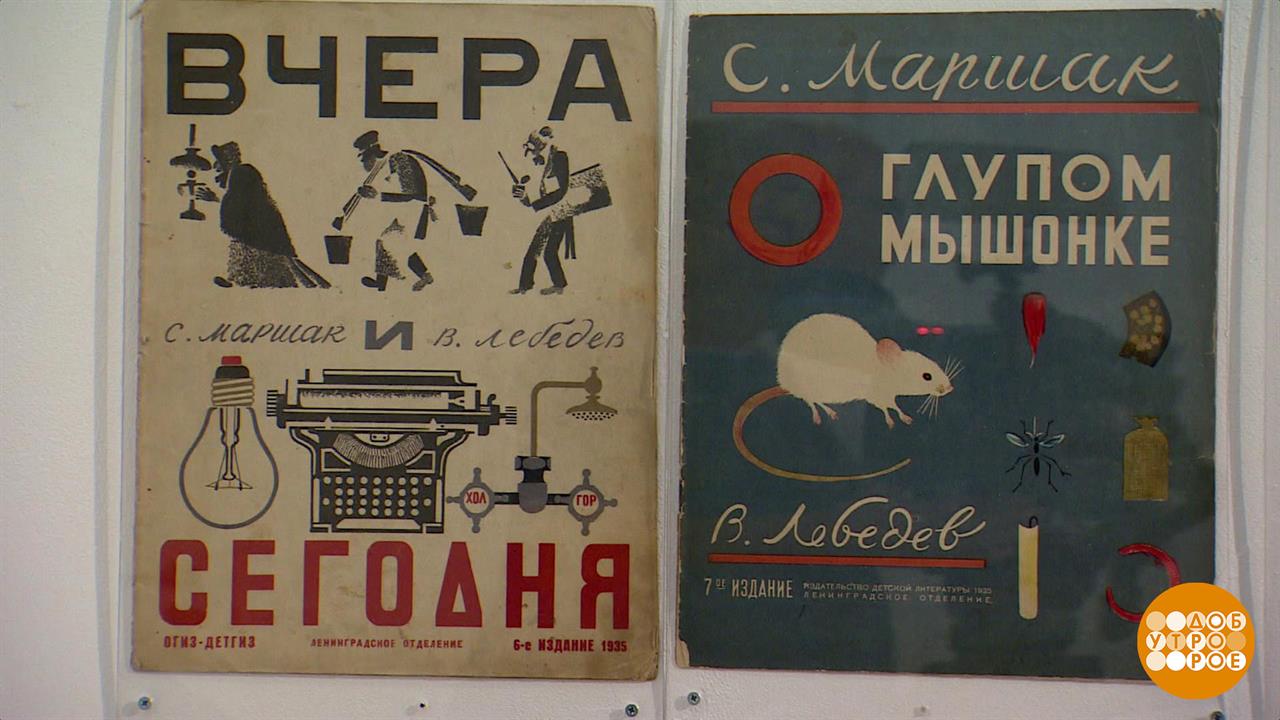 ВЧЕРА
С. МАРШАК И В. ЛЕБЕДЕВ
ХОЛ ГОР
СЕГОДНЯ
ОГИЗ-ДЕТГИЗ ЛЕНИНГРАДСКОЕ ОТДЕЛЕНИЕ 6-е ИЗДАНИЕ 1935
С. Маршак
О ГЛУПОМ
МЫШОНКЕ
В. Лебедев
7ое ИЗДАНИЕ
ИЗДАТЕЛЬСТВО ДЕТСКОЙ ЛИТЕРАТУРЫ 1935
ЛЕНИНГРАДСКОЕ ОТДЕЛЕНИЕ
ДОБ
УТРО
РОЕ